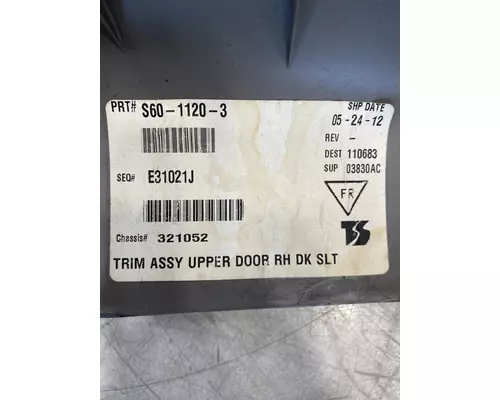 PRT# S60-1120-3
SHP DATE
05-24-12
REV -
DEST 110683
SUP 03830AC
SEQ# E31021J
FR
TS
Chassis# 321052
TRIM ASSY UPPER DOOR RH DK SLT